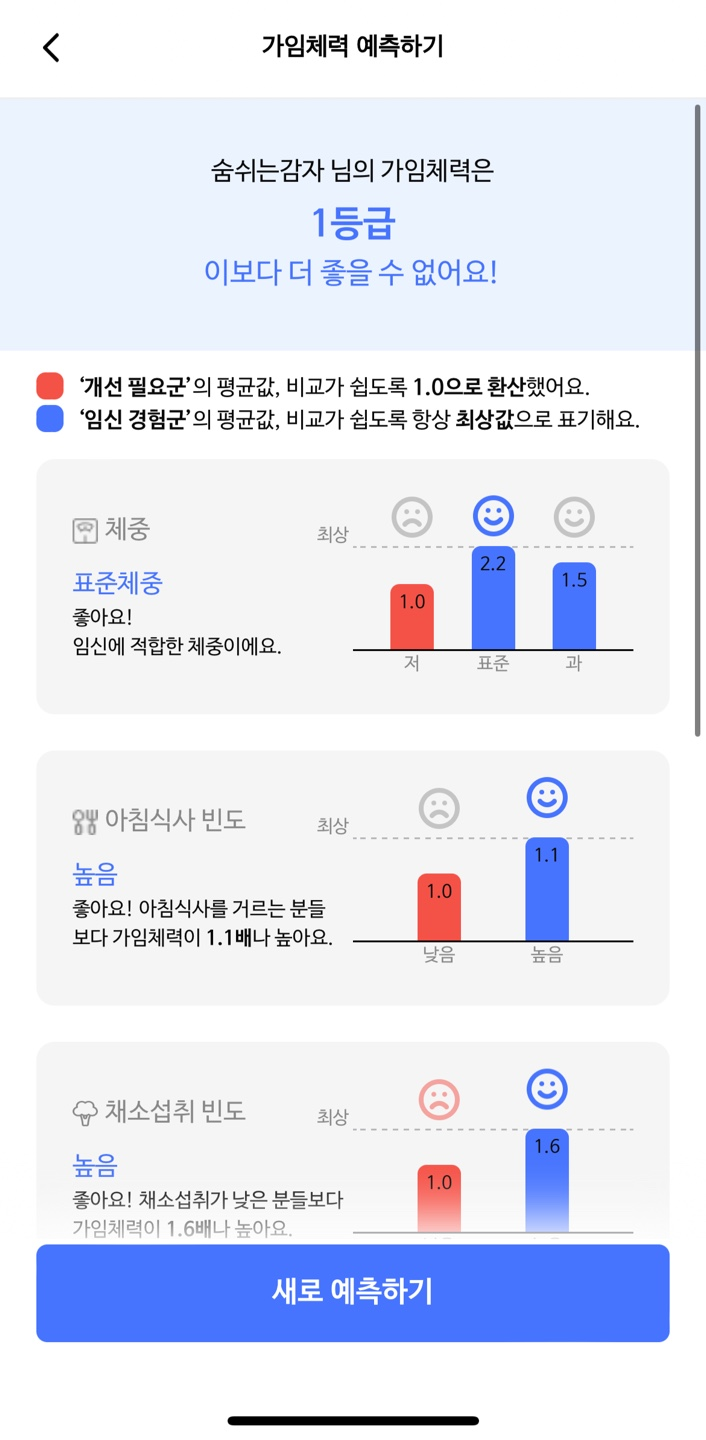 가임체력 예측하기
숨쉬는감자 님의 가임체력은
1등급
이보다 더 좋을 수 없어요!
‘개선 필요군’의 평균값, 비교가 쉽도록 1.0으로 환산했어요.
‘임신 경험군’의 평균값, 비교가 쉽도록 항상 최상값으로 표기해요.
체중
표준체중
좋아요!
임신에 적합한 체중이에요.
최상
1.0
2.2
1.5
저
표준
과
아침식사 빈도
높음
좋아요! 아침식사를 거르는 분들
보다 가임체력이 1.1배나 높아요.
최상
1.0
1.1
낮음
높음
채소섭취 빈도
높음
좋아요! 채소섭취가 낮은 분들보다
가임체력이 1.6배나 높아요.
최상
1.0
1.6
새로 예측하기